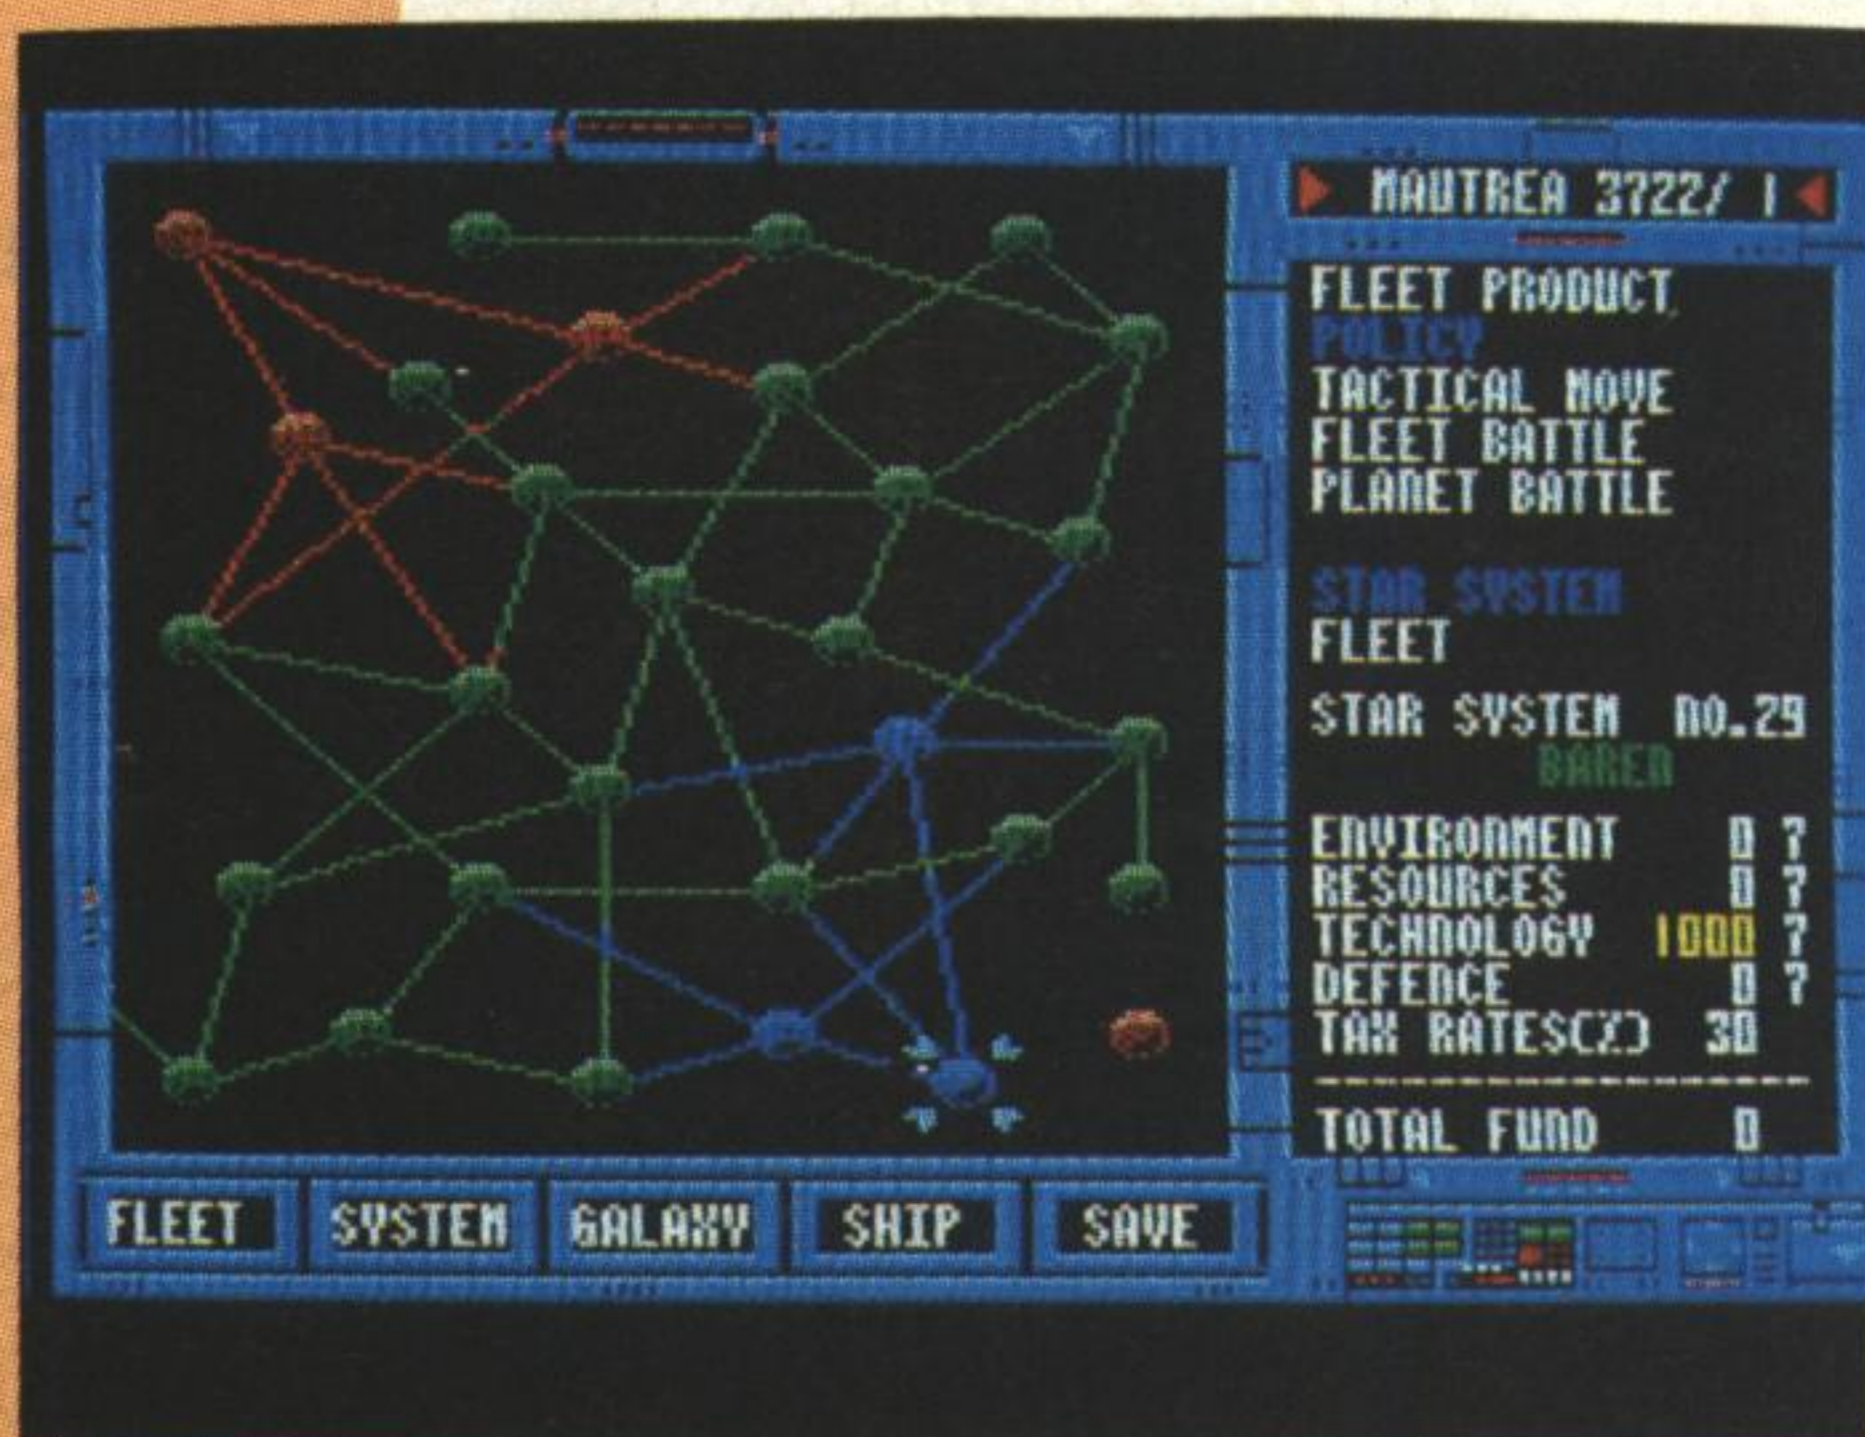 MAUTREA 3722/ 1
FLEET PRODUCT
POLICY
TACTICAL MOVE
FLEET BATTLE
PLANET BATTLE
STAR SYSTEM
FLEET
STAR SYSTEM NO.29
BAREN
ENVIRONMENT 0 ?
RESOURCES 0 ?
TECHNOLOGY 1000 ?
DEFENCE 0 ?
TAX RATES(%) 30
TOTAL FUND 0
FLEET SYSTEM GALAXY SHIP SAVE